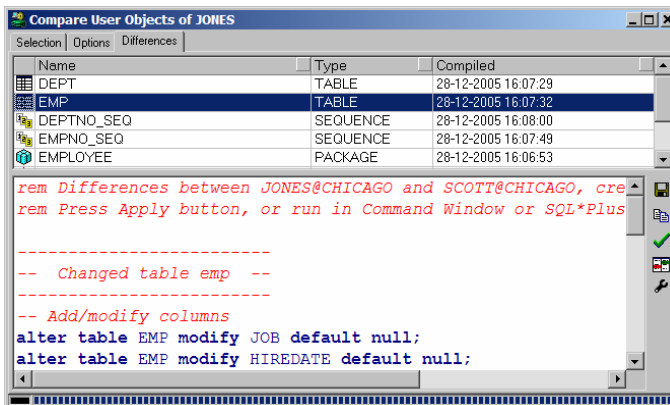 Compare User Objects of JONES
Selection Options Differences
Name Type Compiled
DEPT TABLE 28-12-2005 16:07:29
EMP TABLE 28-12-2005 16:07:32
DEPTNO_SEQ SEQUENCE 28-12-2005 16:08:00
EMPNO_SEQ SEQUENCE 28-12-2005 16:07:49
EMPLOYEE PACKAGE 28-12-2005 16:06:53
rem Differences between JONES@CHICAGO and SCOTT@CHICAGO, cre
rem Press Apply button, or run in Command Window or SQL*Plus
--------------------------
--  Changed table emp  --
--------------------------
-- Add/modify columns
alter table EMP modify JOB default null;
alter table EMP modify HIREDATE default null;